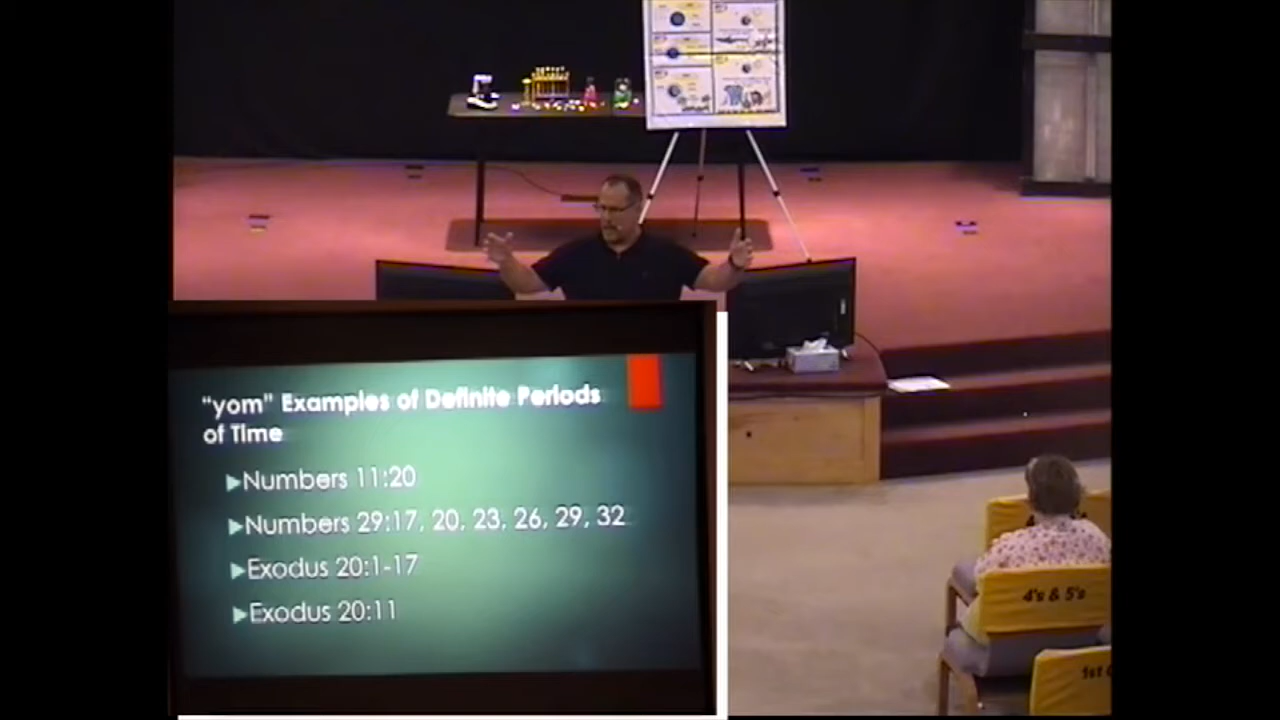 "yom" Examples of Definite Periods
of Time
Numbers 11:20
Numbers 29:17, 20, 23, 26, 29, 32
Exodus 20:1-17
Exodus 20:11
4's & 5's
1st